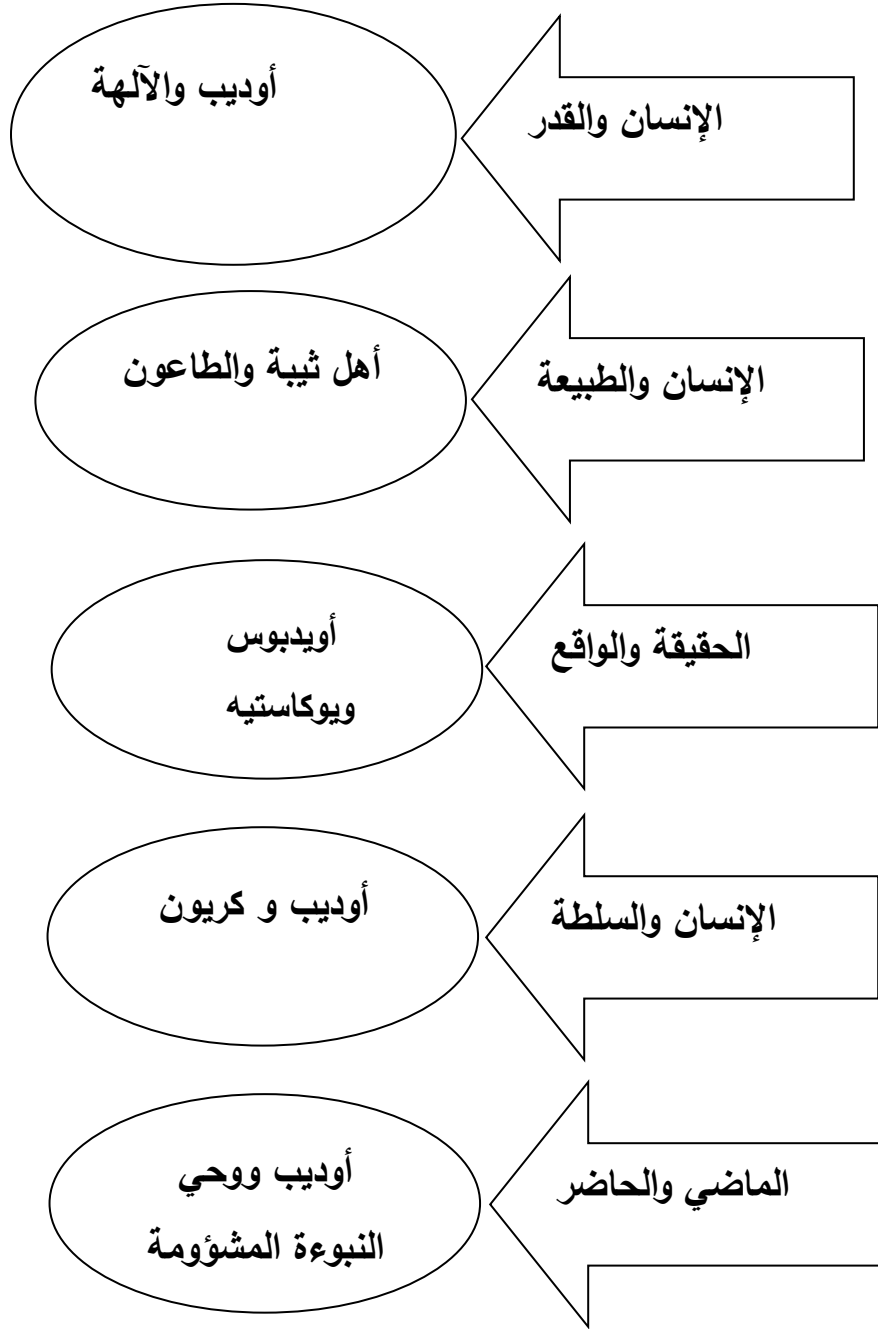 الإنسان والقدر
أوديب والآلهة
الإنسان والطبيعة
أهل ثيبة والطاعون
الحقيقة والواقع
أويدبوس
ويوكاستيه
الإنسان والسلطة
أوديب و كريون
الماضي والحاضر
أوديب ووحي
النبوءة المشؤومة